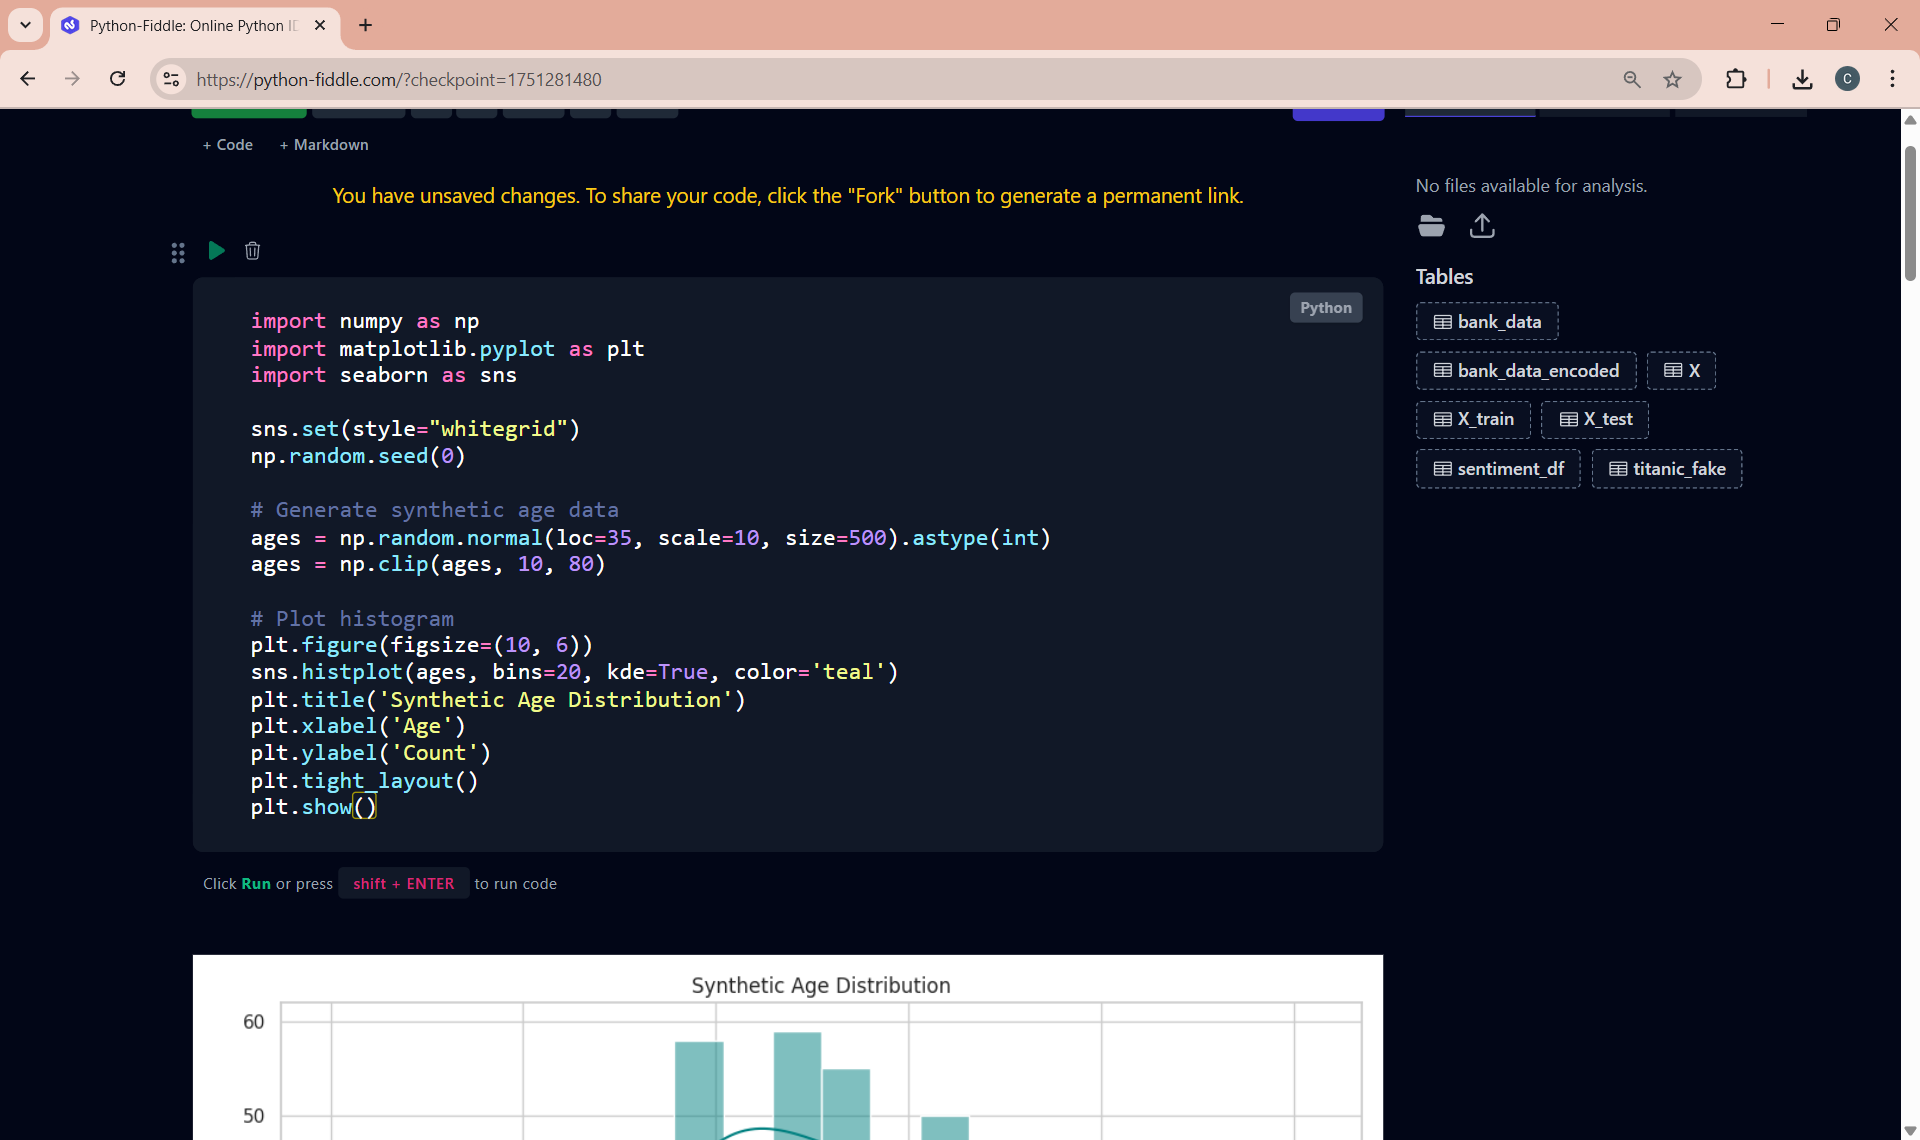 Python-Fiddle: Online Python I
https://python-fiddle.com/?checkpoint=1751281480
C
+ Code + Markdown
You have unsaved changes. To share your code, click the "Fork" button to generate a permanent link.
Python
import numpy as np
import matplotlib.pyplot as plt
import seaborn as sns
sns.set(style="whitegrid")
np.random.seed(0)
# Generate synthetic age data
ages = np.random.normal(loc=35, scale=10, size=500).astype(int)
ages = np.clip(ages, 10, 80)
# Plot histogram
plt.figure(figsize=(10, 6))
sns.histplot(ages, bins=20, kde=True, color='teal')
plt.title('Synthetic Age Distribution')
plt.xlabel('Age')
plt.ylabel('Count')
plt.tight_layout()
plt.show()
Click Run or press shift + ENTER to run code
Synthetic Age Distribution
60
50
No files available for analysis.
Tables
bank_data
bank_data_encoded X
X_train X_test
sentiment_df titanic_fake